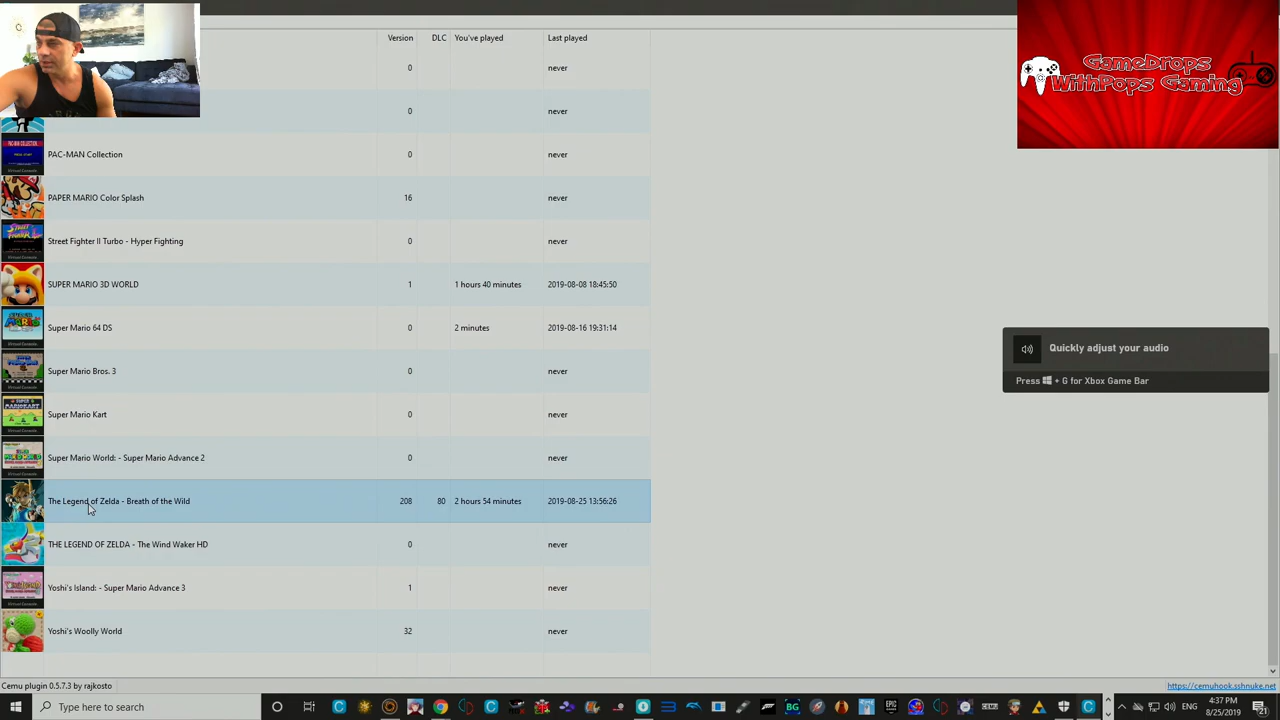 Version DLC You've played Last played
0 never
0 never
PAC-MAN Collection 0 never
PAPER MARIO Color Splash 16 never
Street Fighter II Turbo - Hyper Fighting 0 never
SUPER MARIO 3D WORLD 1 1 hours 40 minutes 2019-08-08 18:45:50
Super Mario 64 DS 0 2 minutes 2019-08-16 19:31:14
Super Mario Bros. 3 0 never
Super Mario Kart 0 never
Super Mario World: - Super Mario Advance 2 0 never
The Legend of Zelda - Breath of the Wild 208 80 2 hours 54 minutes 2019-08-25 13:56:26
THE LEGEND OF ZELDA - The Wind Waker HD 0 never
Yoshi's Island: - Super Mario Advance 3 1 never
Yoshi's Woolly World 32 never
GameDrops
WithPops Gaming
Quickly adjust your audio
Press + G for Xbox Game Bar
Cemu plugin 0.5.7.3 by rajkosto
https://cemuhook.sshnuke.net
Type here to search
ENG
4:37 PM
8/25/2019
21